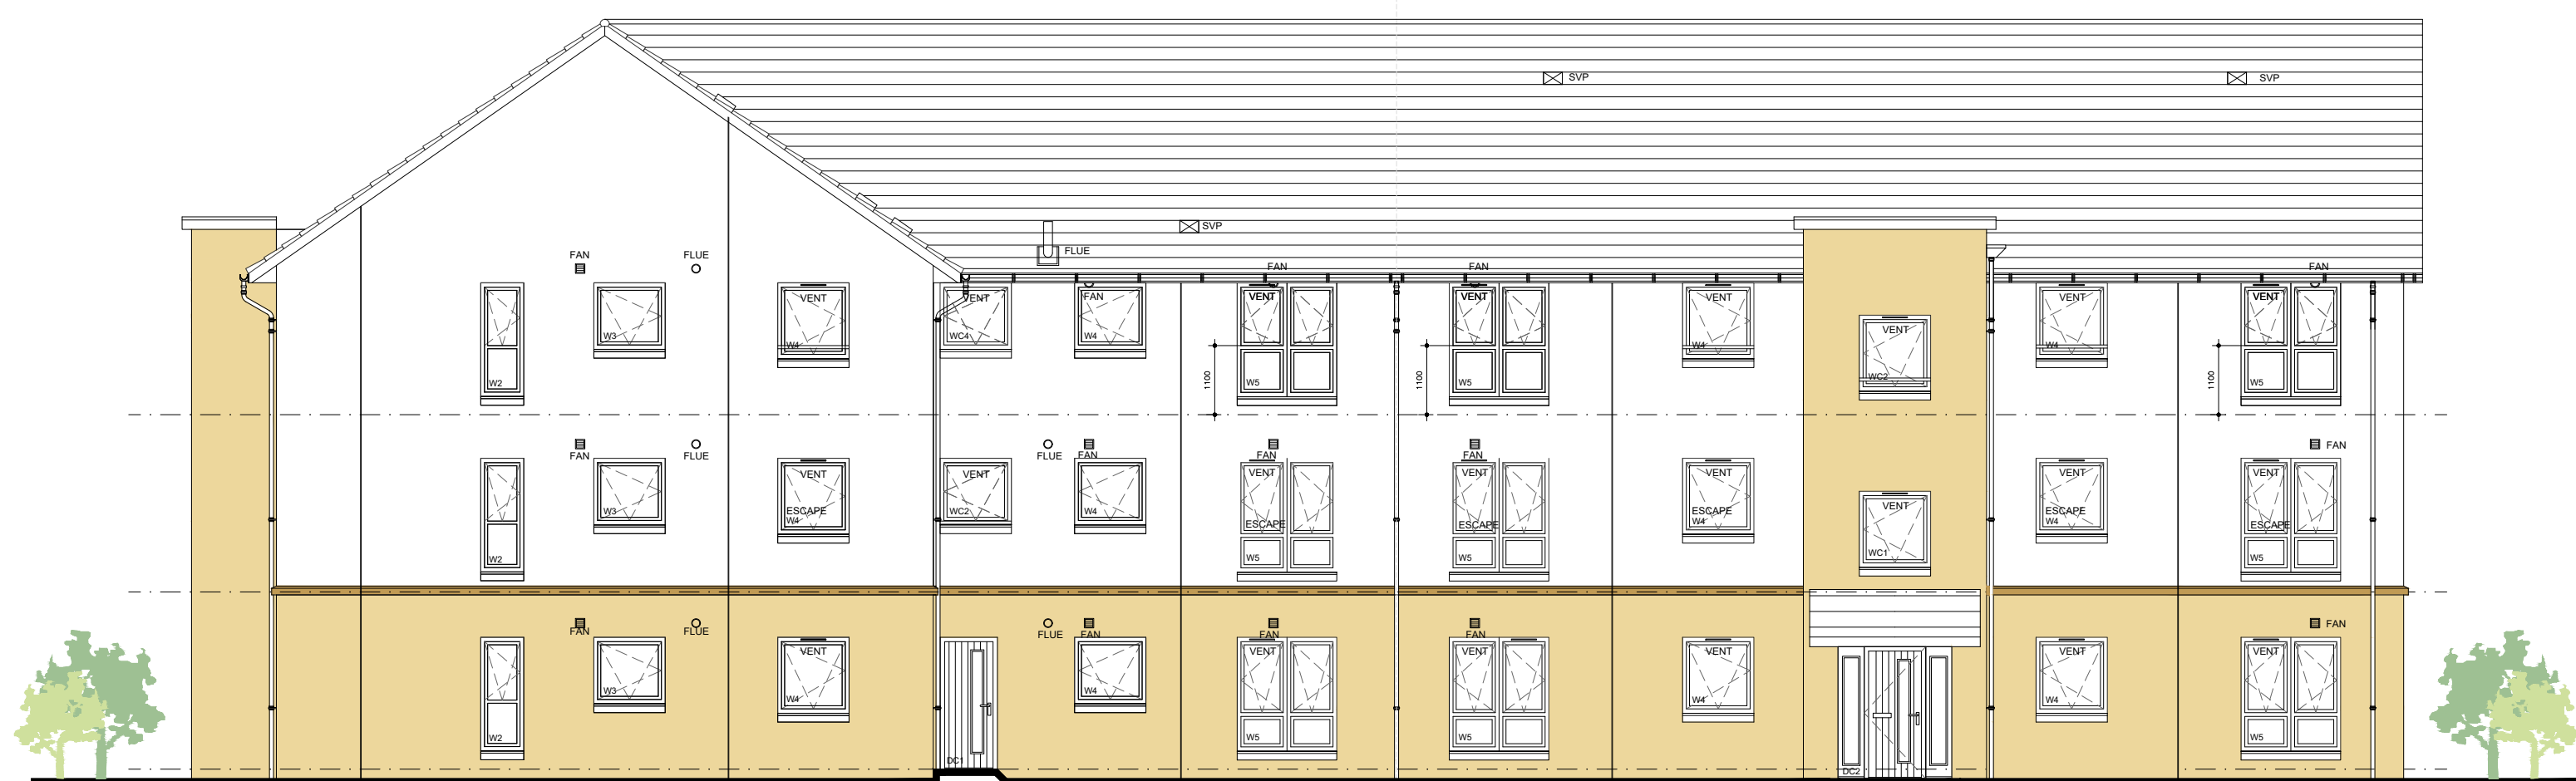 SVP
SVP
SVP
FLUE
FAN
FLUE
FAN
FAN
FAN
VENT
VENT
FAN
VENT
VENT
VENT
VENT
VENT
W3
W4
WC4
W4
VENT
W4
W4
W2
W5
W5
WC2
W5
1100
1100
1100
FAN
FLUE
FLUE
FAN
FAN
FAN
FAN
VENT
VENT
VENT
VENT
VENT
VENT
VENT
W3
ESCAPE
W4
WC2
W4
ESCAPE
ESCAPE
ESCAPE
W4
VENT
ESCAPE
W4
ESCAPE
W2
W5
W5
WC1
W5
FAN
FLUE
FLUE
FAN
FAN
FAN
FAN
VENT
VENT
VENT
VENT
VENT
VENT
W3
W4
W4
W4
W4
W2
W5
W5
W5
DC1
DC2